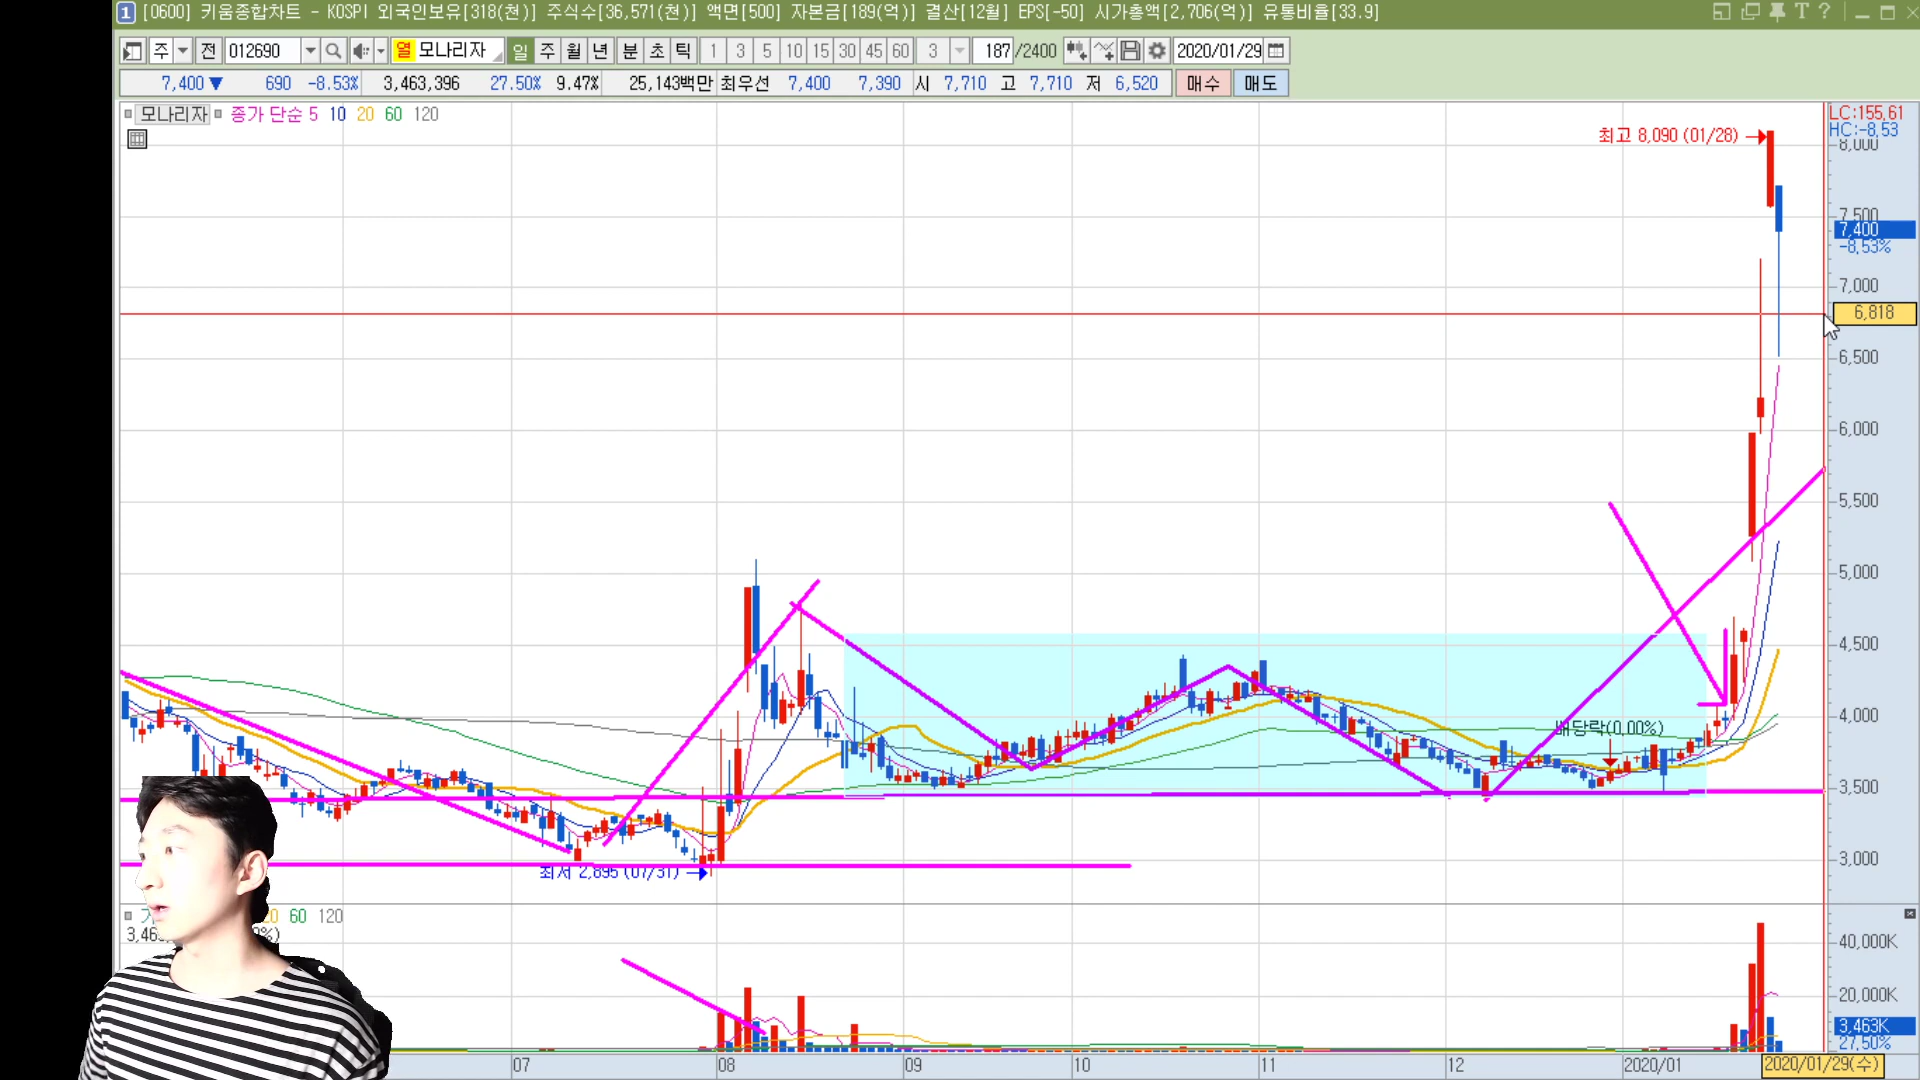 1 [0600] 키움종합차트 - KOSPI 외국인보유[318(천)] 주식수[36,571(천)] 액면[500] 자본금[189(억)] 결산[12월] EPS[-50] 시가총액[2,706(억)] 유통비율[33.9] T ?
주 전 012690 열 모나리자 일 주 월 년 분 초 틱 1 3 5 10 15 30 45 60 3 187 /2400 2020/01/29
7,400 ▼ 690 -8.53% 3,463,396 27.50% 9.47% 25,143백만 최우선 7,400 7,390 시 7,710 고 7,710 저 6,520 매수 매도
모나리자 종가 단순 5 10 20 60 120
LC:155,61
HC:-8,53
최고 8,090 (01/28)
8,000
7,500
7,400
-8,53%
7,000
6,818
6,500
6,000
5,500
5,000
4,500
4,000
배당락(0,00%)
3,500
3,000
최저 2,895 (07/31)
20 60 120
40,000K
20,000K
3,463K
27,50%
07 08 09 10 11 12 2020/01 2020/01/29(수)